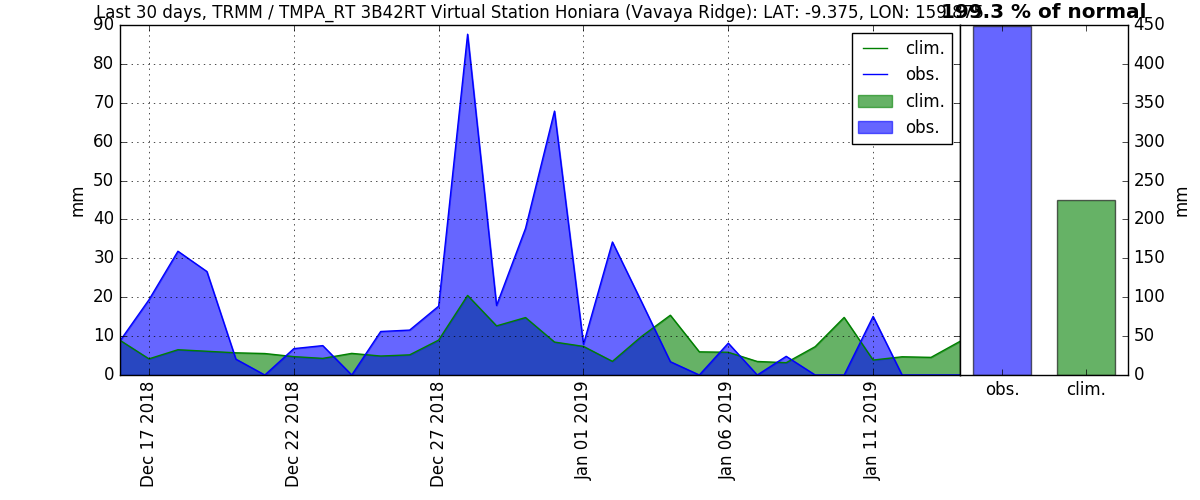 Last 30 days, TRMM / TMPA_RT 3B42RT Virtual Station Honiara (Vavaya Ridge): LAT: -9.375, LON:
199.3 % of normal
90
80
70
60
50
40
30
20
10
0
mm
clim.
obs.
clim.
obs.
450
400
350
300
250
200
150
100
50
0
mm
obs.
clim.
Dec 17 2018
Dec 22 2018
Dec 27 2018
Jan 01 2019
Jan 06 2019
Jan 11 2019